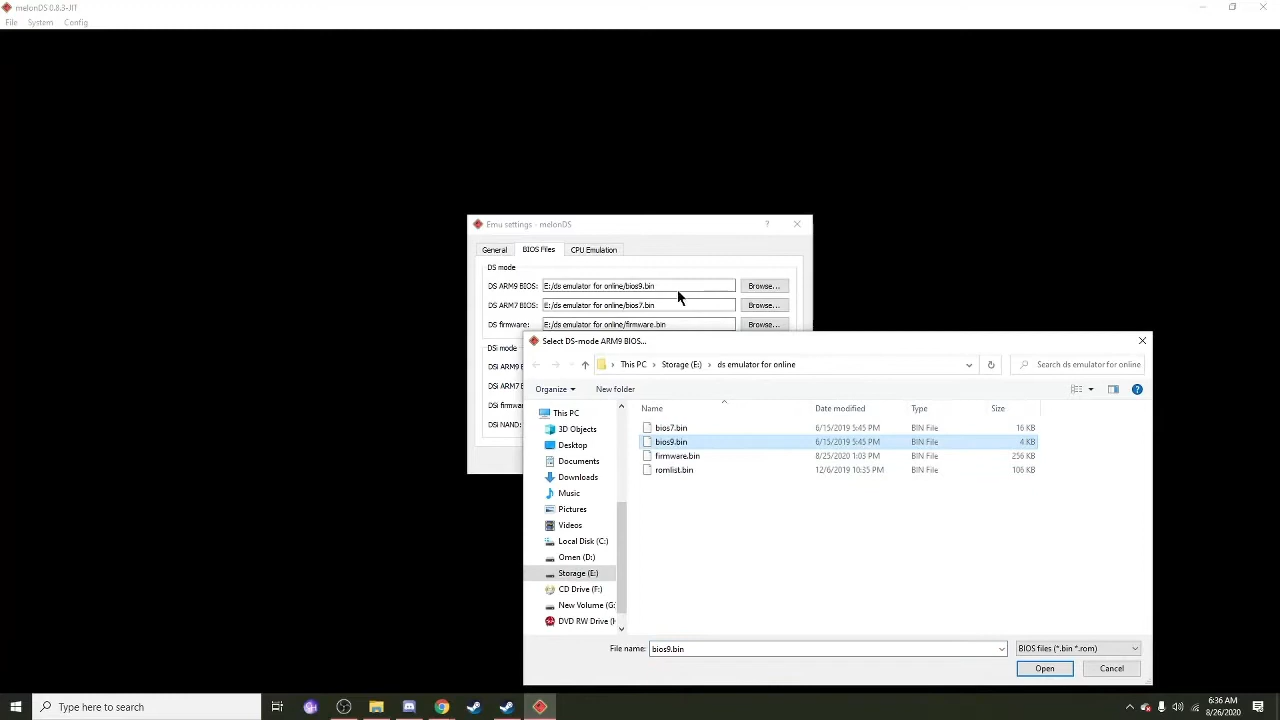 melonDS 0.8.3-JIT
File System Config
Emu settings - melonDS
?
General BIOS Files CPU Emulation
DS mode
DS ARM9 BIOS: E:/ds emulator for online/bios9.bin Browse...
DS ARM7 BIOS: E:/ds emulator for online/bios7.bin Browse...
DS firmware: E:/ds emulator for online/firmware.bin Browse...
DSi mode
DSi ARM9
DSi ARM7
DSi firmwa
DSi NAND:
Select DS-mode ARM9 BIOS...
This PC Storage (E:) ds emulator for online
Search ds emulator for online
Organize New folder
Name Date modified Type Size
bios7.bin 6/15/2019 5:45 PM BIN File 16 KB
bios9.bin 6/15/2019 5:45 PM BIN File 4 KB
firmware.bin 8/25/2020 1:03 PM BIN File 256 KB
romlist.bin 12/6/2019 10:35 PM BIN File 106 KB
This PC
3D Objects
Desktop
Documents
Downloads
Music
Pictures
Videos
Local Disk (C:)
Omen (D:)
Storage (E:)
CD Drive (F:)
New Volume (G:
DVD RW Drive (
File name: bios9.bin BIOS files (*.bin *.rom)
Open Cancel
Type here to search
6:36 AM
8/26/2020